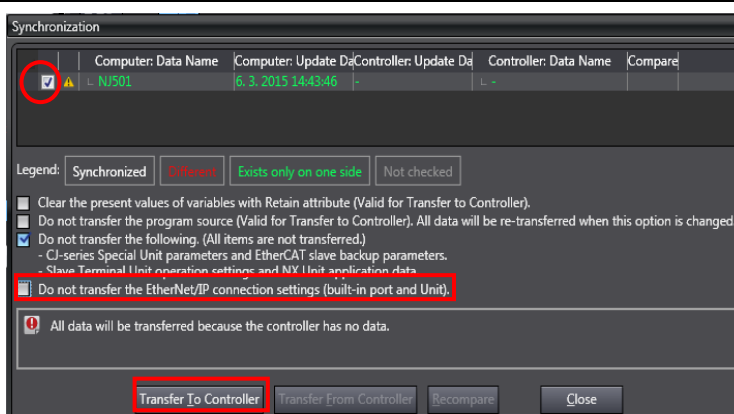 Synchronization
Computer: Data Name Computer: Update Da Controller: Update Da Controller: Data Name Compare
NJ501 6. 3. 2015 14:43:46 - -
Legend: Synchronized Different Exists only on one side Not checked
Clear the present values of variables with Retain attribute (Valid for Transfer to Controller).
Do not transfer the program source (Valid for Transfer to Controller). All data will be re-transferred when this option is changed
Do not transfer the following. (All items are not transferred.)
- CJ-series Special Unit parameters and EtherCAT slave backup parameters.
- Slave Terminal Unit operation settings and NX Unit application data.
Do not transfer the EtherNet/IP connection settings (built-in port and Unit).
All data will be transferred because the controller has no data.
Transfer To Controller Transfer From Controller Recompare Close